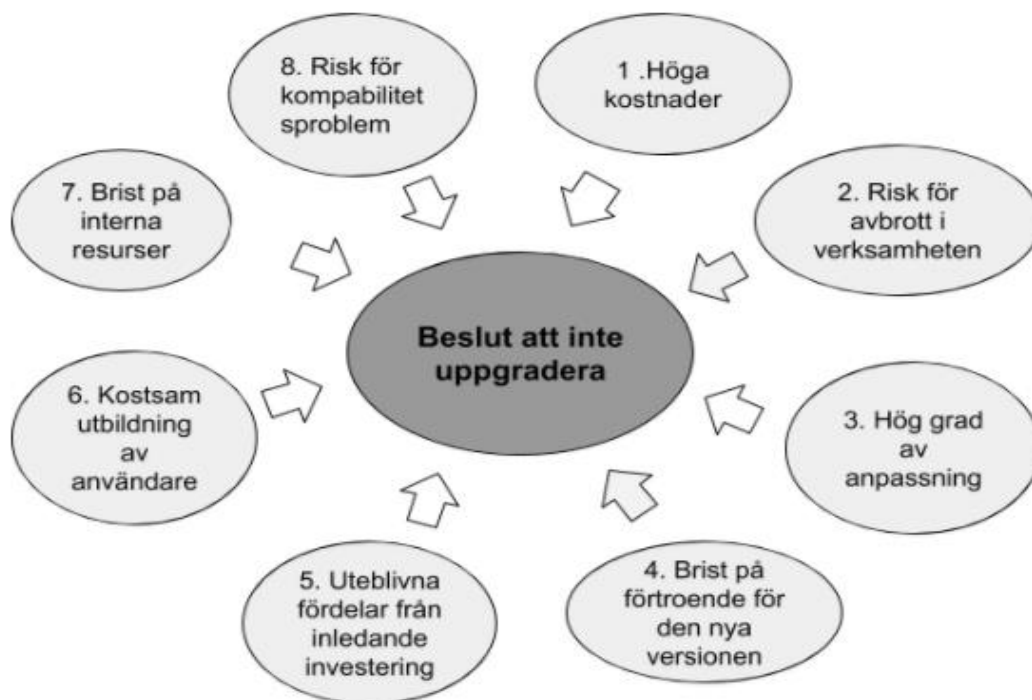 8. Risk för
kompabilitet
sproblem
1 .Höga
kostnader
7. Brist på
interna
resurser
2. Risk för
avbrott i
verksamheten
Beslut att inte
uppgradera
6. Kostsam
utbildning
av
användare
3. Hög grad
av
anpassning
5. Uteblivna
fördelar från
inledande
investering
4. Brist på
förtroende för
den nya
versionen